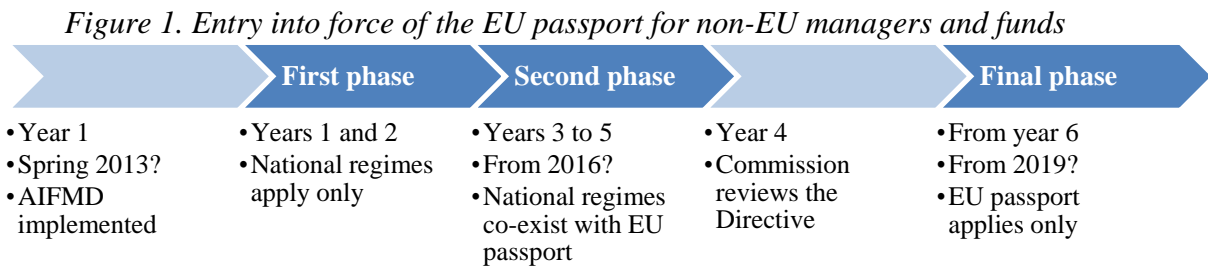 Figure 1. Entry into force of the EU passport for non-EU managers and funds
First phase
Second phase
Final phase
•Year 1
•Spring 2013?
•AIFMD
implemented
•Years 1 and 2
•National regimes
apply only
•Years 3 to 5
•From 2016?
•National regimes
co-exist with EU
passport
•Year 4
•Commission
reviews the
Directive
•From year 6
•From 2019?
•EU passport
applies only